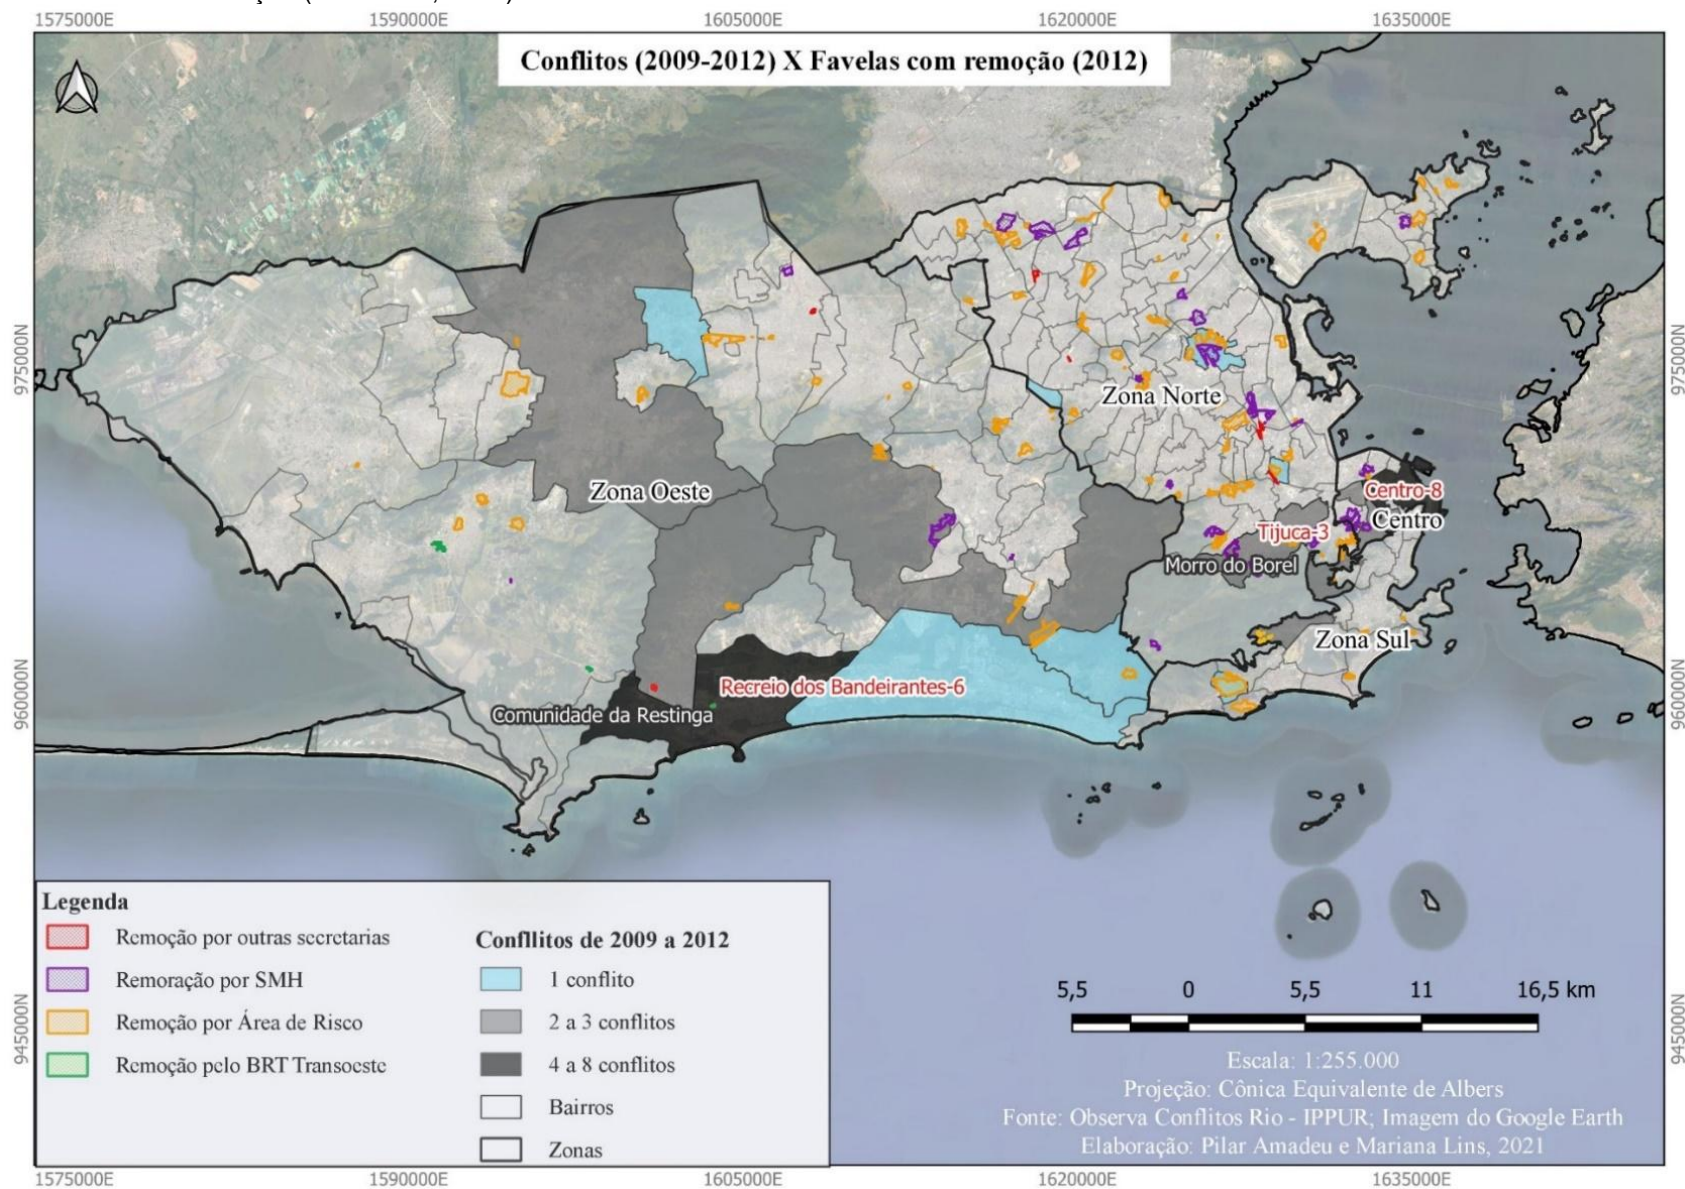 1575000E 1590000E 1605000E 1620000E 1635000E
Conflitos (2009-2012) X Favelas com remoção (2012)
975000N
975000N
Zona Norte
Zona Oeste
Centro-8
Centro
Tijuca-3
Morro do Borel
Zona Sul
960000N
960000N
Recreio dos Bandeirantes-6
Comunidade da Restinga
Legenda
Remoção por outras secretarias
Remoração por SMH
Remoção por Área de Risco
Remoção pelo BRT Transoeste
Confllitos de 2009 a 2012
1 conflito
2 a 3 conflitos
4 a 8 conflitos
Bairros
Zonas
945000N
945000N
5,5 0 5,5 11 16,5 km
Escala: 1:255.000
Projeção: Cônica Equivalente de Albers
Fonte: Observa Conflitos Rio - IPPUR; Imagem do Google Earth
Elaboração: Pilar Amadeu e Mariana Lins, 2021
1575000E 1590000E 1605000E 1620000E 1635000E